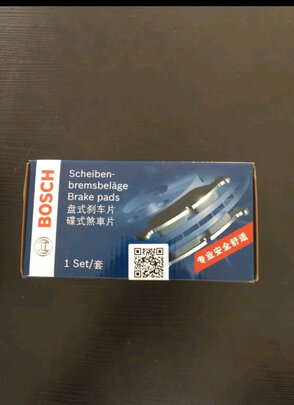 BOSCH
Scheiben-
bremsbeläge
Brake pads
盘式刹车片
碟式煞車片
1 Set/套
专业安全舒适